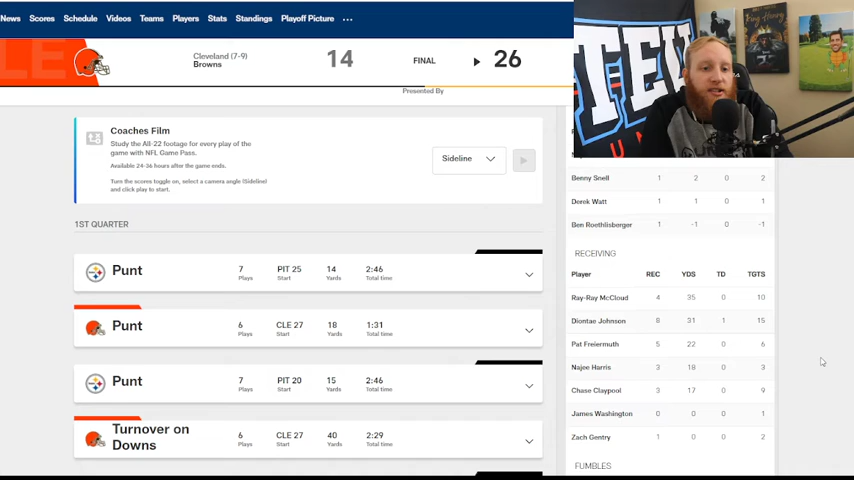 News Scores Schedule Videos Teams Players Stats Standings Playoff Picture ...
Cleveland (7-9)
Browns
14
FINAL
26
Presented By
Coaches Film
Study the All-22 footage for every play of the
game with NFL Game Pass.
Available 24-36 hours after the game ends.
Turns the scores toggle on, select a camera angle (Sideline)
and click play to start.
Sideline
1ST QUARTER
Punt 7 PIT 25 14 2:46
Plays Start Yards Total time
Punt 6 CLE 27 18 1:31
Plays Start Yards Total time
Punt 7 PIT 20 15 2:46
Plays Start Yards Total time
Turnover on
Downs
6 CLE 27 40 2:29
Plays Start Yards Total time
TED
Benny Snell 1 2 0 2
Derek Watt 1 1 0 1
Ben Roethlisberger 1 -1 0 -1
RECEIVING
Player REC YDS TD TGTS
Ray-Ray McCloud 4 35 0 10
Diontae Johnson 8 31 1 15
Pat Freiermuth 5 22 0 6
Najee Harris 3 18 0 3
Chase Claypool 3 17 0 9
James Washington 0 0 0 1
Zach Gentry 1 0 0 2
FUMBLES